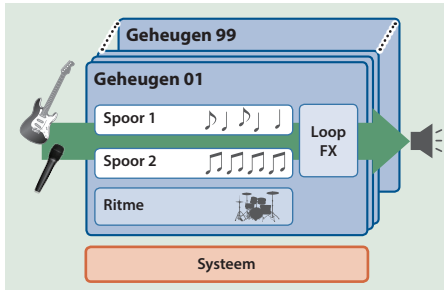 Geheugen 99
Geheugen 01
Spoor 1
Spoor 2
Loop
FX
Ritme
Systeem